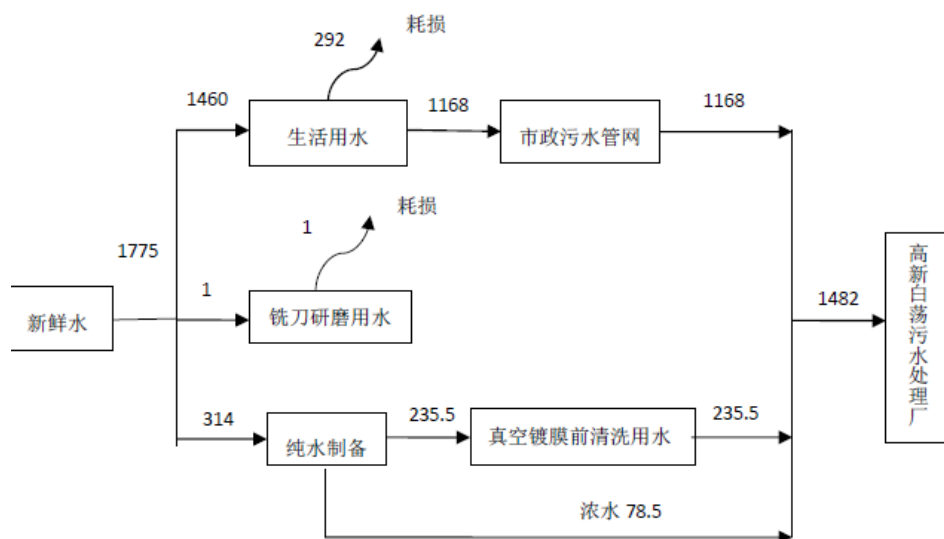 耗损
292
1460
1168
1168
生活用水
市政污水管网
耗损
1
1775
1
新鲜水
铣刀研磨用水
1482
高新白荡污水处理厂
314
235.5
235.5
纯水制备
真空镀膜前清洗用水
浓水 78.5